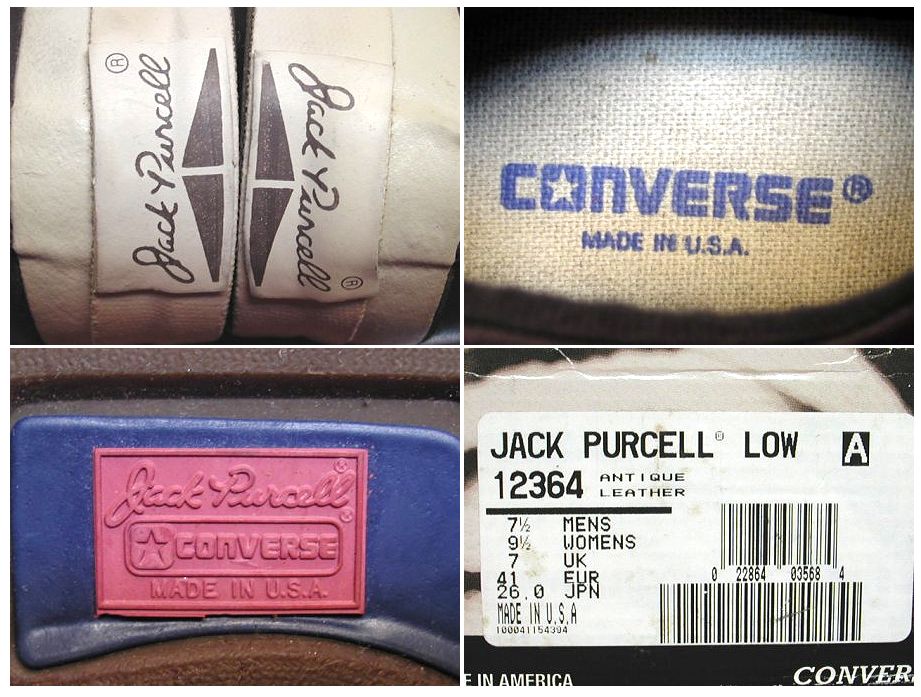 Jack Purcell ®
Jack Purcell ®
CONVERSE®
MADE IN U.S.A.
Jack Purcell®
CONVERSE®
MADE IN U.S.A.
JACK PURCELL® LOW A
12364 ANTIQUE
LEATHER
7½ MENS
9½ WOMENS
7 UK
41 EUR
26.0 JPN
MADE IN U.S.A
100041154394
0 22864 03568 4
E IN AMERICA
CONVER